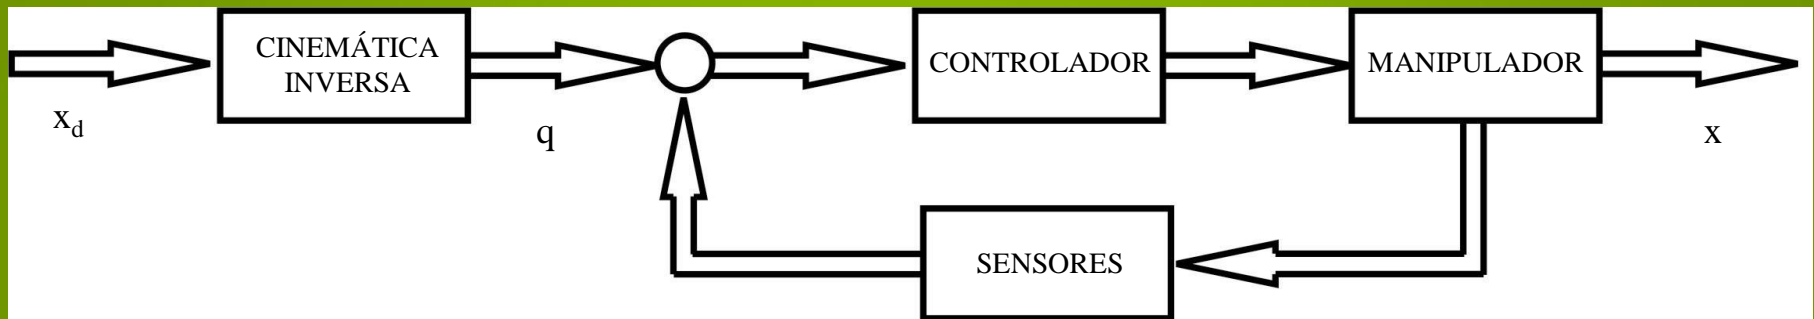 CINEMÁTICA
INVERSA
CONTROLADOR
MANIPULADOR
x_d
q
x
SENSORES